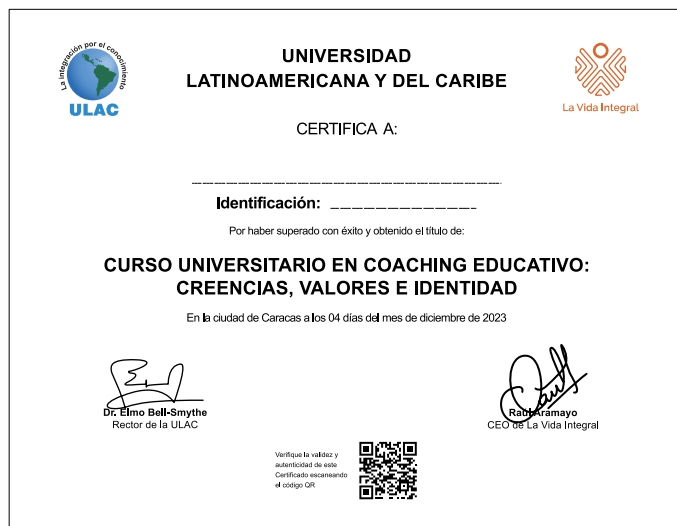 La integración por el conocimiento
ULAC
UNIVERSIDAD
LATINOAMERICANA Y DEL CARIBE
La Vida Integral
CERTIFICA A:
Identificación:
Por haber superado con éxito y obtenido el título de:
CURSO UNIVERSITARIO EN COACHING EDUCATIVO:
CREENCIAS, VALORES E IDENTIDAD
En la ciudad de Caracas a los 04 días del mes de diciembre de 2023
Dr. Elmo Bell-Smythe
Rector de la ULAC
Raúl Aramayo
CEO de La Vida Integral
Verifique la validez y
autenticidad de este
Certificado escaneando
el código QR